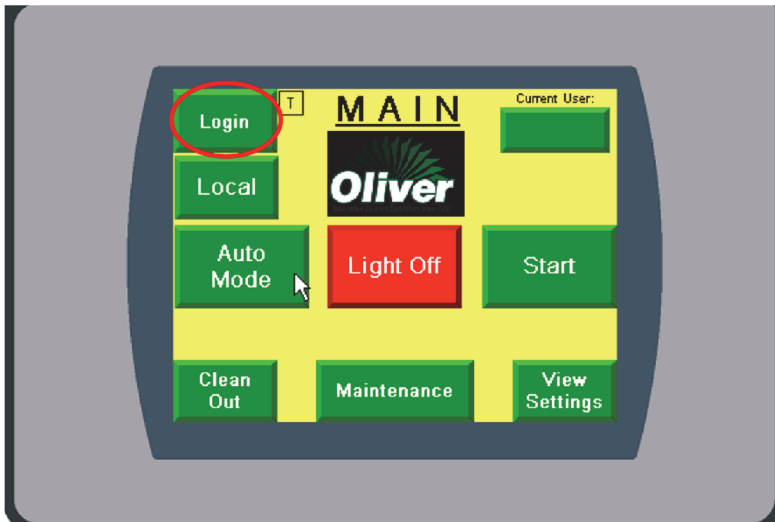 Login
T
MAIN
Current User:
Local
Oliver
Auto
Mode
Light Off
Start
Clean
Out
Maintenance
View
Settings